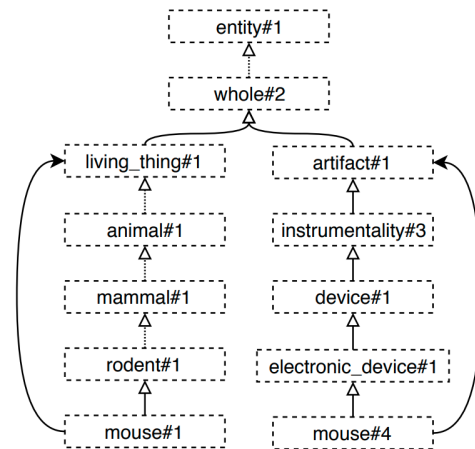 entity#1
whole#2
living_thing#1
artifact#1
animal#1
instrumentality#3
mammal#1
device#1
rodent#1
electronic_device#1
mouse#1
mouse#4